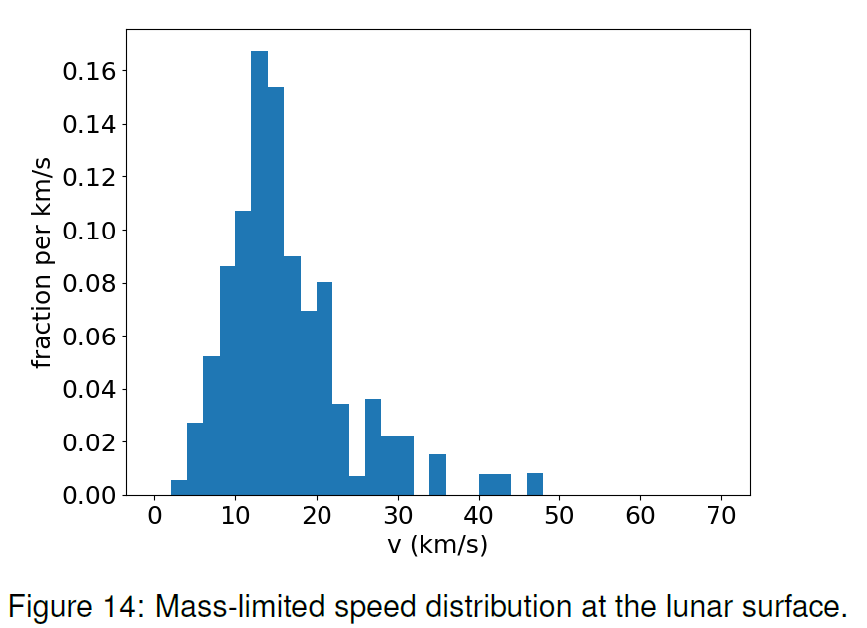 0.16
0.14
0.12
0.10
0.08
0.06
0.04
0.02
0.00
fraction per km/s
0 10 20 30 40 50 60 70
v (km/s)
Figure 14: Mass-limited speed distribution at the lunar surface.